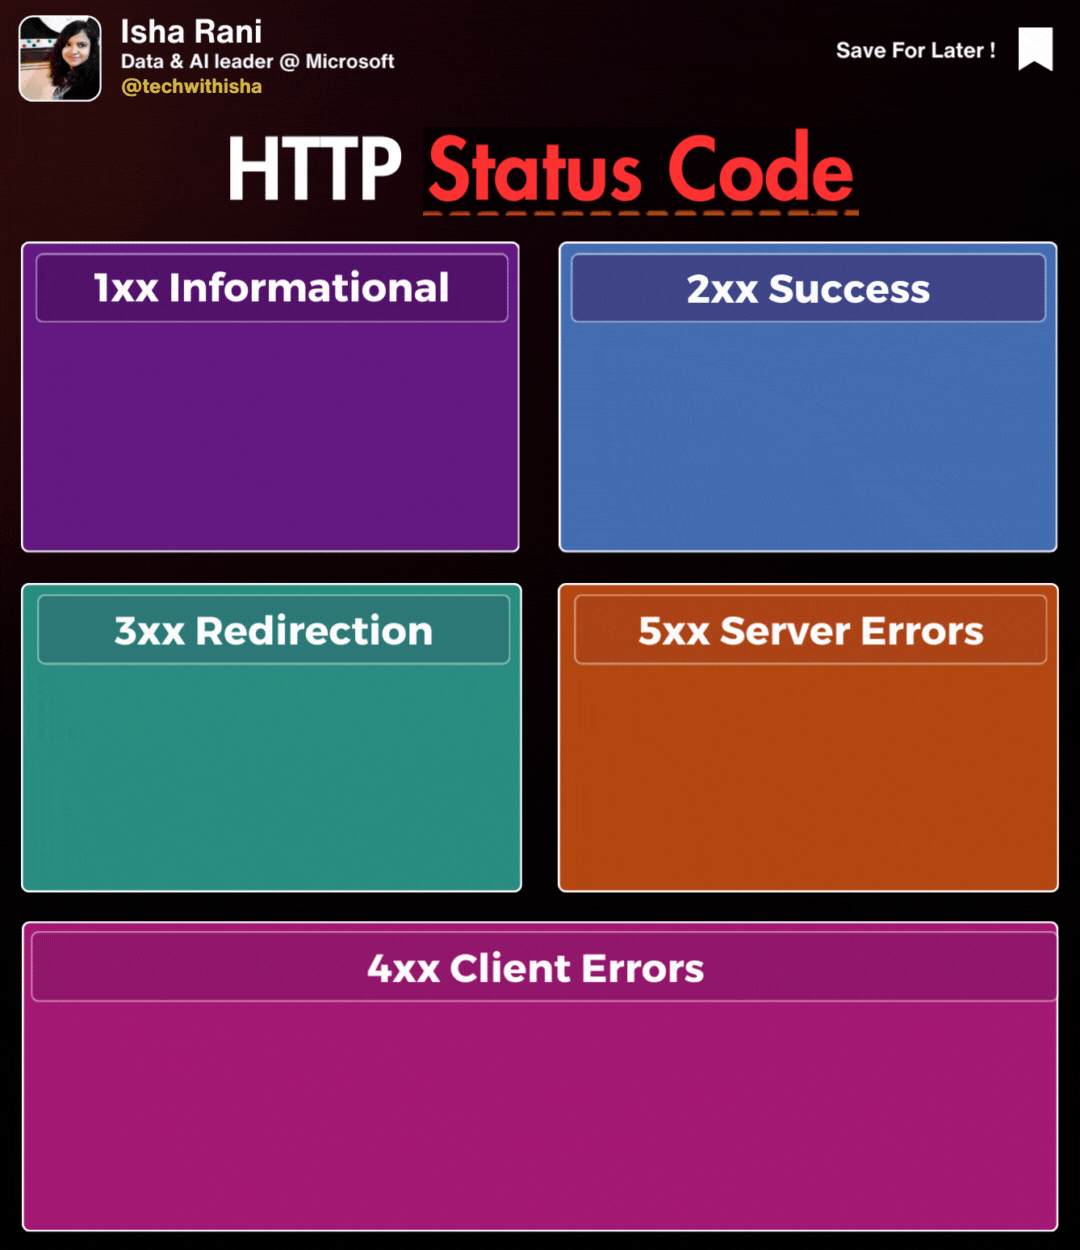 Isha Rani
Data & AI leader @ Microsoft
@techwithisha
Save For Later !
HTTP Status Code
1xx Informational
2xx Success
3xx Redirection
5xx Server Errors
4xx Client Errors